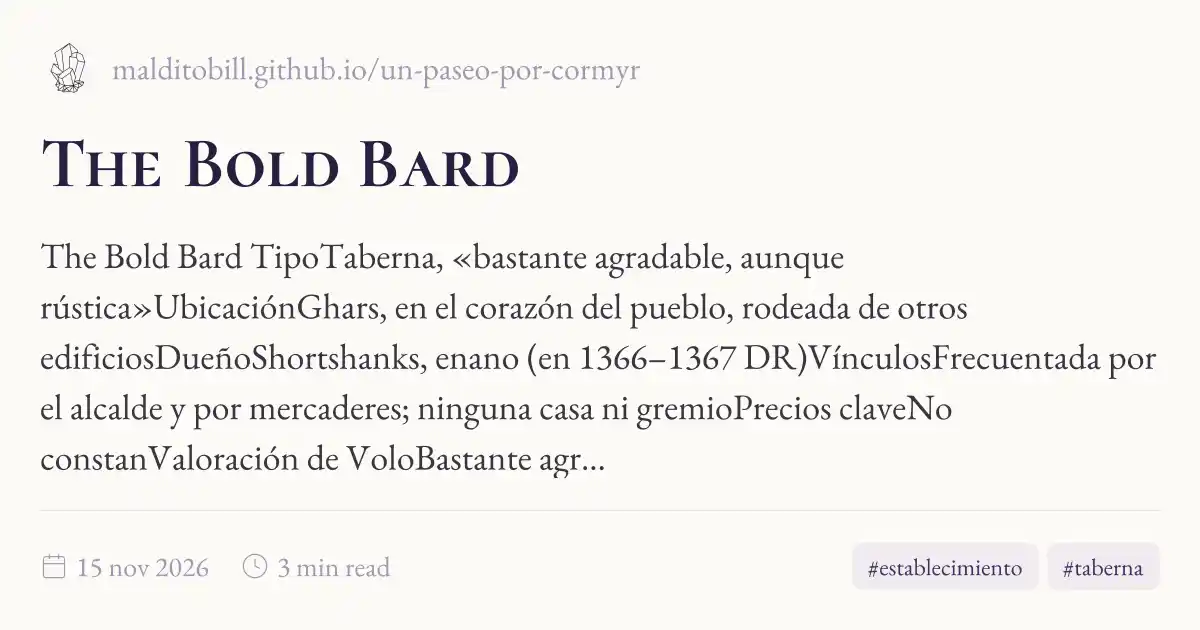 malditobill.github.io/un-paseo-por-cormyr
The Bold Bard
The Bold Bard TipoTaberna, «bastante agradable, aunque
rústica»UbicaciónGhars, en el corazón del pueblo, rodeada de otros
edificiosDueñoShortshanks, enano (en 1366–1367 DR)VínculosFrecuentada por
el alcalde y por mercaderes; ninguna casa ni gremioPrecios claveNo
constanValoración de VoloBastante agr...
15 nov 2026
3 min read
#establecimiento
#taberna